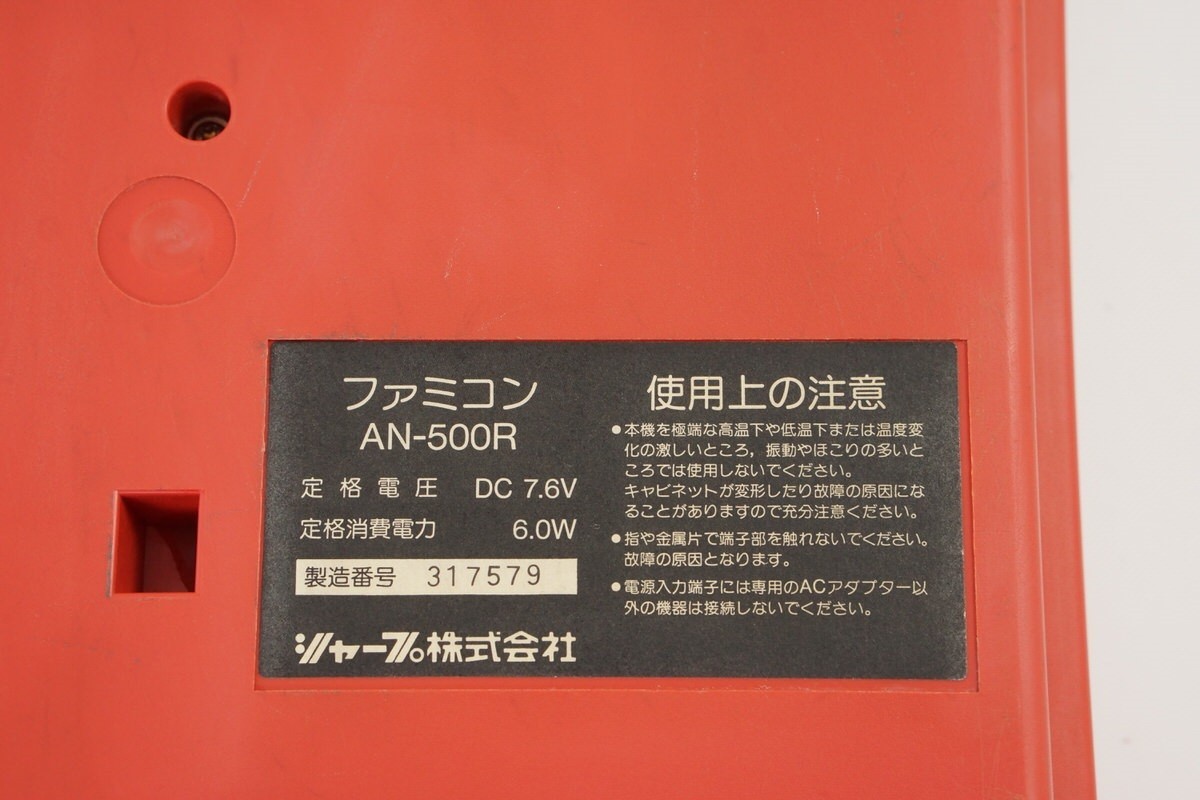 ファミコン
AN-500R
定格電圧 DC 7.6V
定格消費電力 6.0W
製造番号 317579
シャープ株式会社
使用上の注意
●本機を極端な高温下や低温下または温度変
化の激しいところ，振動やほこりの多いと
ころでは使用しないでください。
キャビネットが変形したり故障の原因にな
ることがありますので充分注意ください。
●指や金属片で端子部を触れないでください。
故障の原因となります。
●電源入力端子には専用のACアダプター以
外の機器は接続しないでください。